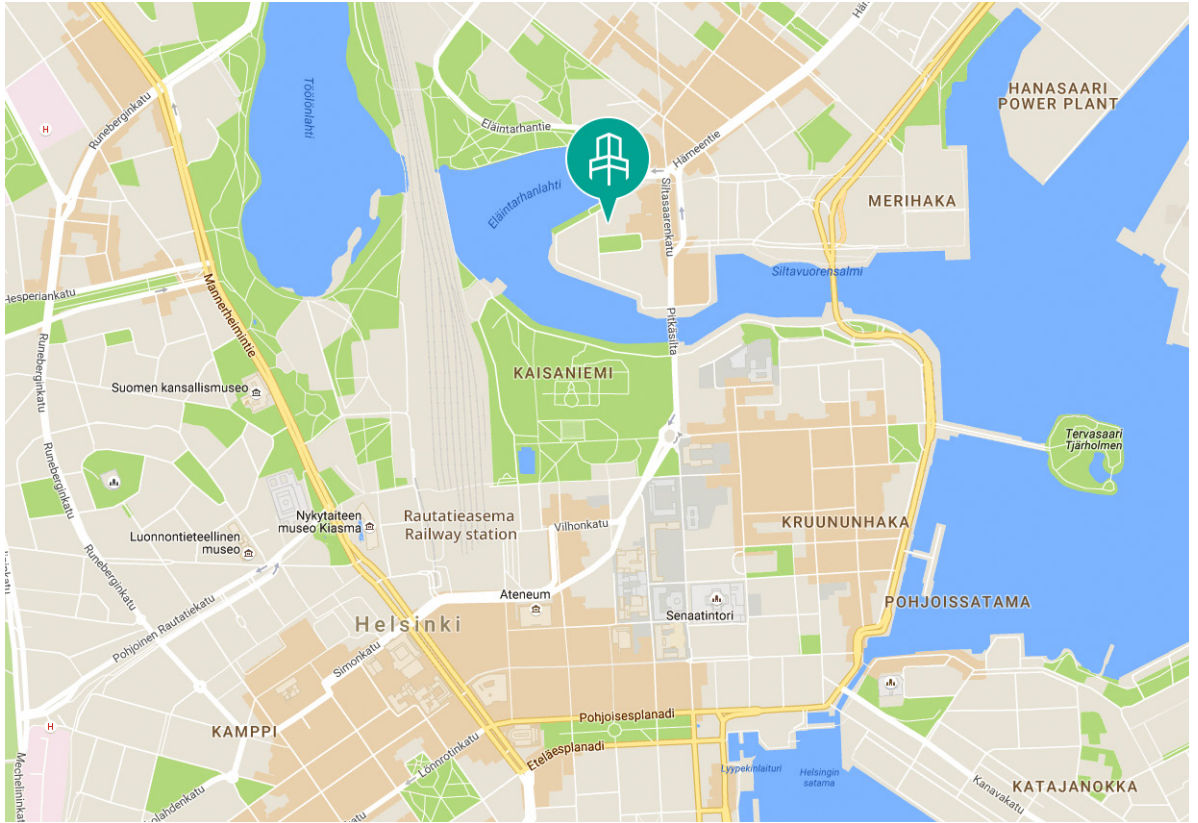 HANASAARI
POWER PLANT
Töölönlahti
Runeberginkatu
H
Eläintarhantie
Hämeentie
Eläintarhanlahti
Siltasaarenkatu
MERIHAKA
Siltavuorensalmi
Hesperiankatu
Mannerheimintie
Runeberginkatu
Pitkäsilta
KAISANIEMI
Suomen kansallismuseo
Tervasaari
Tjärholmen
Runeberginkatu
Nykytaiteen
museo Kiasma
Rautatieasema
Railway station
Vilhonkatu
KRUUNUNHAKA
Luonnontieteellinen
museo
Runeberginkatu
Ateneum
Senaatintori
POHJOISSATAMA
Helsinki
Pohjoinen Rautatiekatu
Simonkatu
Pohjoisesplanadi
KAMPPI
H
Lönnrotinkatu
Eteläesplanadi
Lyypekinlaituri
Helsingin
satama
Kanavakatu
KATAJANOKKA
Mechelininkatu